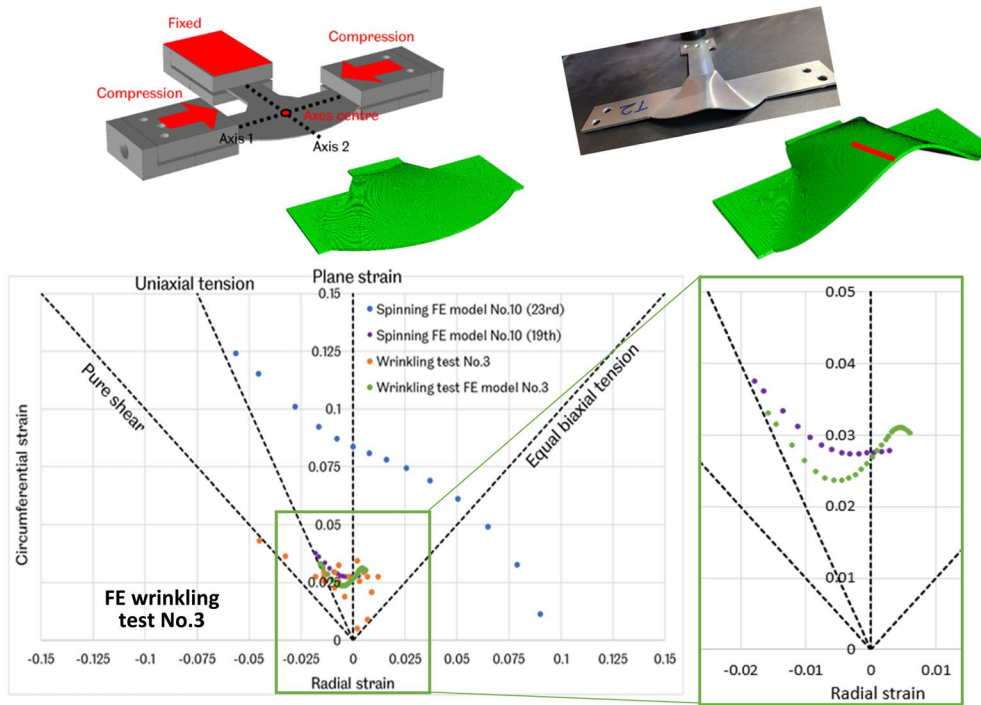 Fixed
Compression
Compression
Axes centre
Axis 1
Axis 2
T2
Uniaxial tension
Plane strain
Pure shear
Equal biaxial tension
Spinning FE model No.10 (23rd)
Spinning FE model No.10 (19th)
Wrinkling test No.3
Wrinkling test FE model No.3
Circumferential strain
0.15
0.125
0.1
0.075
0.05
0.025
0
FE wrinkling
test No.3
-0.15 -0.125 -0.1 -0.075 -0.05 -0.025 0 0.025 0.05 0.075 0.1 0.125 0.15
Radial strain
0.05
0.04
0.03
0.02
0.01
0
-0.02 -0.01 0 0.01
Radial strain